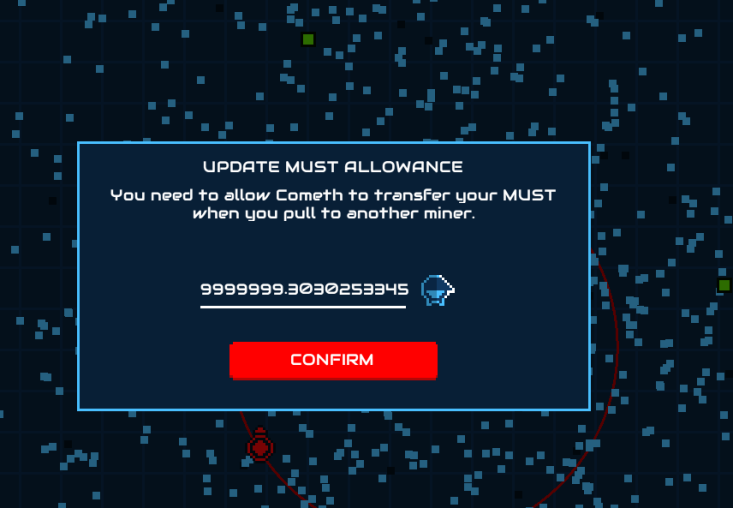 UPDATE MUST ALLOWANCE
You need to allow Cometh to transfer your MUST
when you pull to another miner.
9999999.3030253345
CONFIRM